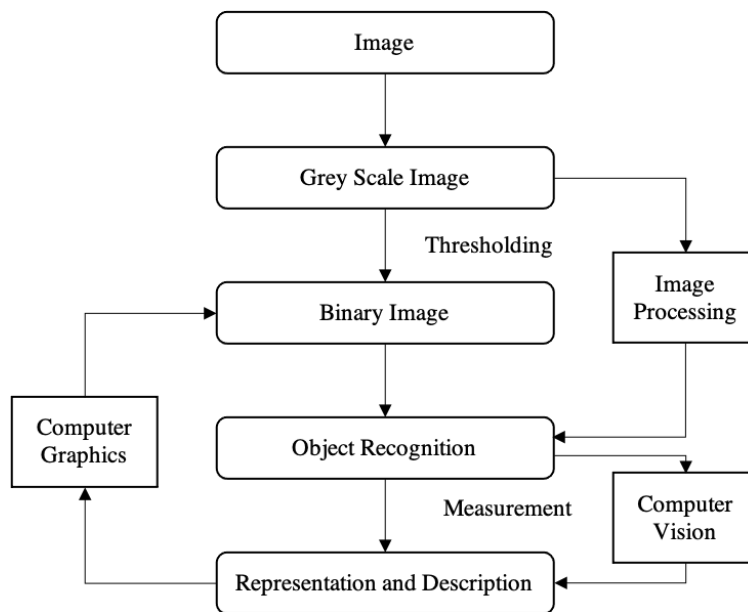 Image
Grey Scale Image
Thresholding
Image
Processing
Binary Image
Computer
Graphics
Object Recognition
Measurement
Computer
Vision
Representation and Description